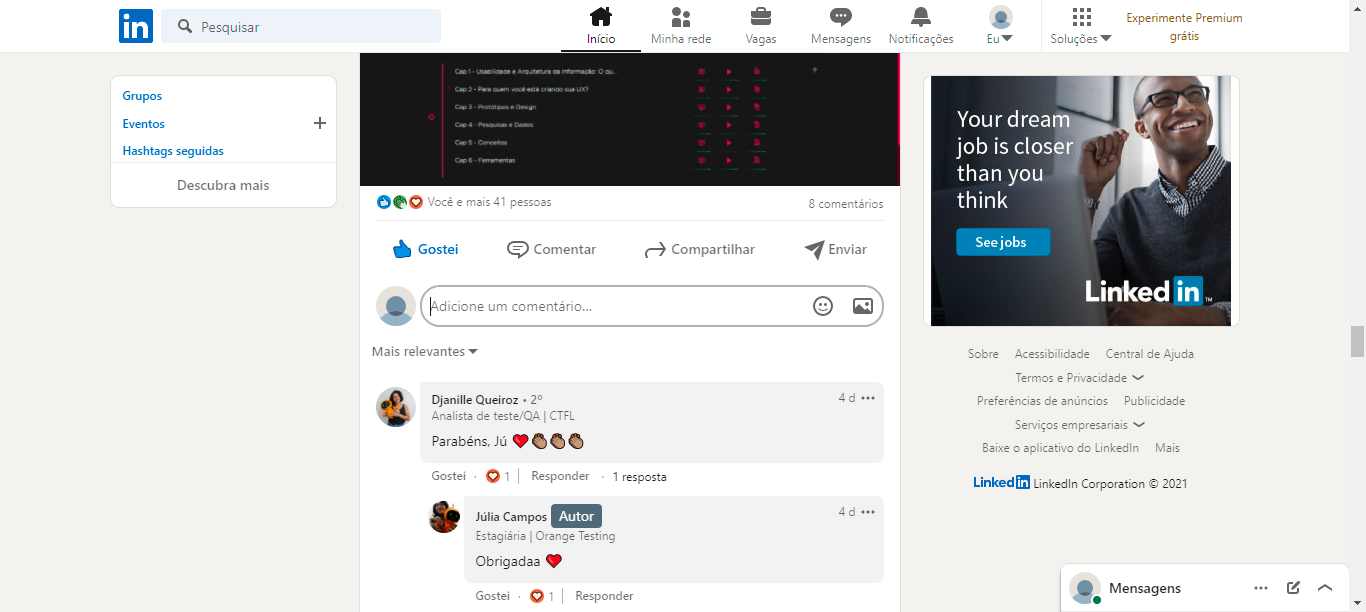 in
Pesquisar
Início
Minha rede
Vagas
Mensagens
Notificações
Eu
Soluções
Experimente Premium
grátis
Grupos
Eventos
Hashtags seguidas
Descubra mais
Cap 1 - Usabilidade e Arquitetura da Informação: O ou...
Cap 2 - Para quem você está criando sua UX?
Cap 3 - Protótipos e Design
Cap 4 - Pesquisas e Dados
Cap 5 - Conceitos
Cap 6 - Ferramentas
Você e mais 41 pessoas
8 comentários
Gostei
Comentar
Compartilhar
Enviar
Adicione um comentário...
Mais relevantes
Djanille Queiroz • 2º
4 d
Analista de teste/QA | CTFL
Parabéns, Jú ❤️👏🏽👏🏽👏🏽
Gostei · 1 | Responder · 1 resposta
Júlia Campos Autor
4 d
Estagiária | Orange Testing
Obrigadaa ❤️
Gostei · 1 | Responder
Your dream
job is closer
than you
think
See jobs
Linked in ™
Sobre Acessibilidade Central de Ajuda
Termos e Privacidade
Preferências de anúncios Publicidade
Serviços empresariais
Baixe o aplicativo do LinkedIn Mais
Linked in LinkedIn Corporation © 2021
Mensagens